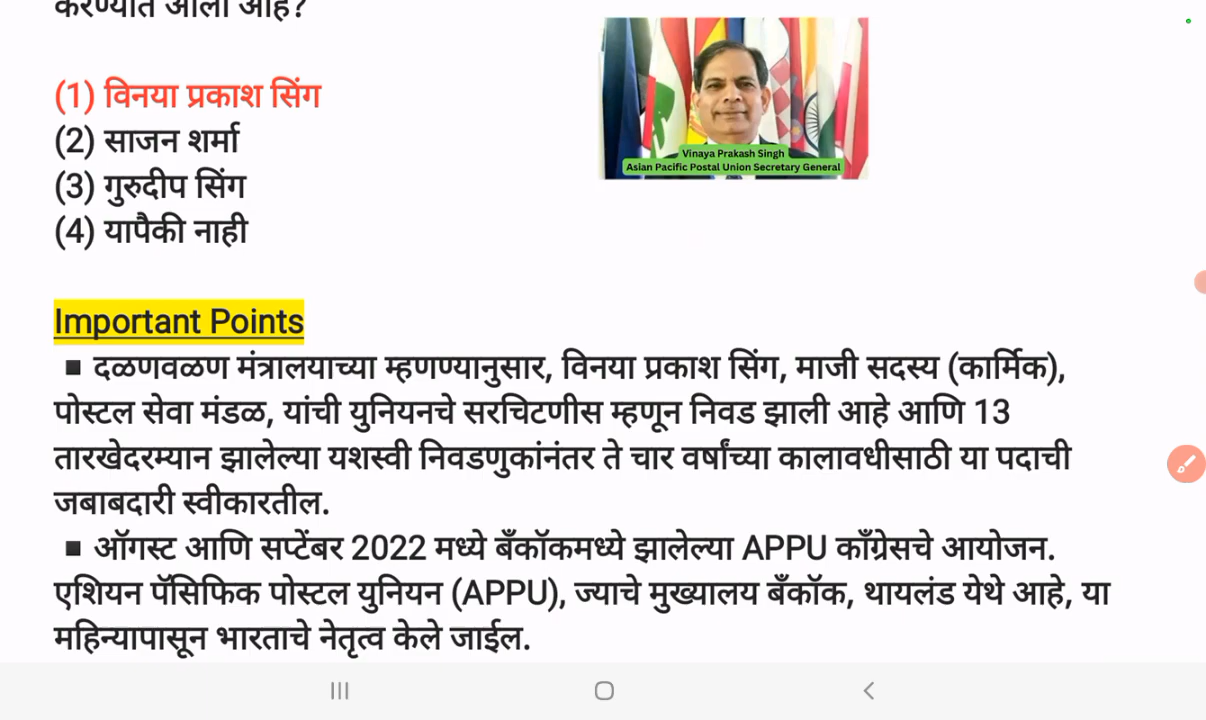 करण्यात आली आहे?
(1) विनया प्रकाश सिंग
(2) साजन शर्मा
(3) गुरुदीप सिंग
(4) यापैकी नाही
Vinaya Prakash Singh
Asian Pacific Postal Union Secretary General
Important Points
▪ दळणवळण मंत्रालयाच्या म्हणण्यानुसार, विनया प्रकाश सिंग, माजी सदस्य (कार्मिक),
पोस्टल सेवा मंडळ, यांची युनियनचे सरचिटणीस म्हणून निवड झाली आहे आणि 13
तारखेदरम्यान झालेल्या यशस्वी निवडणुकांनंतर ते चार वर्षांच्या कालावधीसाठी या पदाची
जबाबदारी स्वीकारतील.
▪ ऑगस्ट आणि सप्टेंबर 2022 मध्ये बँकॉकमध्ये झालेल्या APPU काँग्रेसचे आयोजन.
एशियन पॅसिफिक पोस्टल युनियन (APPU), ज्याचे मुख्यालय बँकॉक, थायलंड येथे आहे, या
महिन्यापासून भारताचे नेतृत्व केले जाईल.